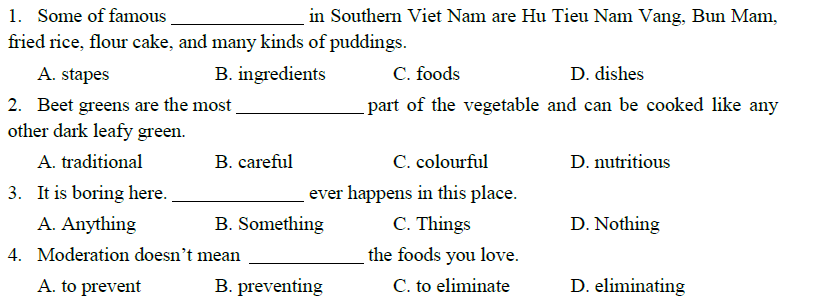 1. Some of famous ______________ in Southern Viet Nam are Hu Tieu Nam Vang, Bun Mam,
fried rice, flour cake, and many kinds of puddings.
A. stapes B. ingredients C. foods D. dishes
2. Beet greens are the most ______________ part of the vegetable and can be cooked like any
other dark leafy green.
A. traditional B. careful C. colourful D. nutritious
3. It is boring here. ______________ ever happens in this place.
A. Anything B. Something C. Things D. Nothing
4. Moderation doesn’t mean ____________ the foods you love.
A. to prevent B. preventing C. to eliminate D. eliminating